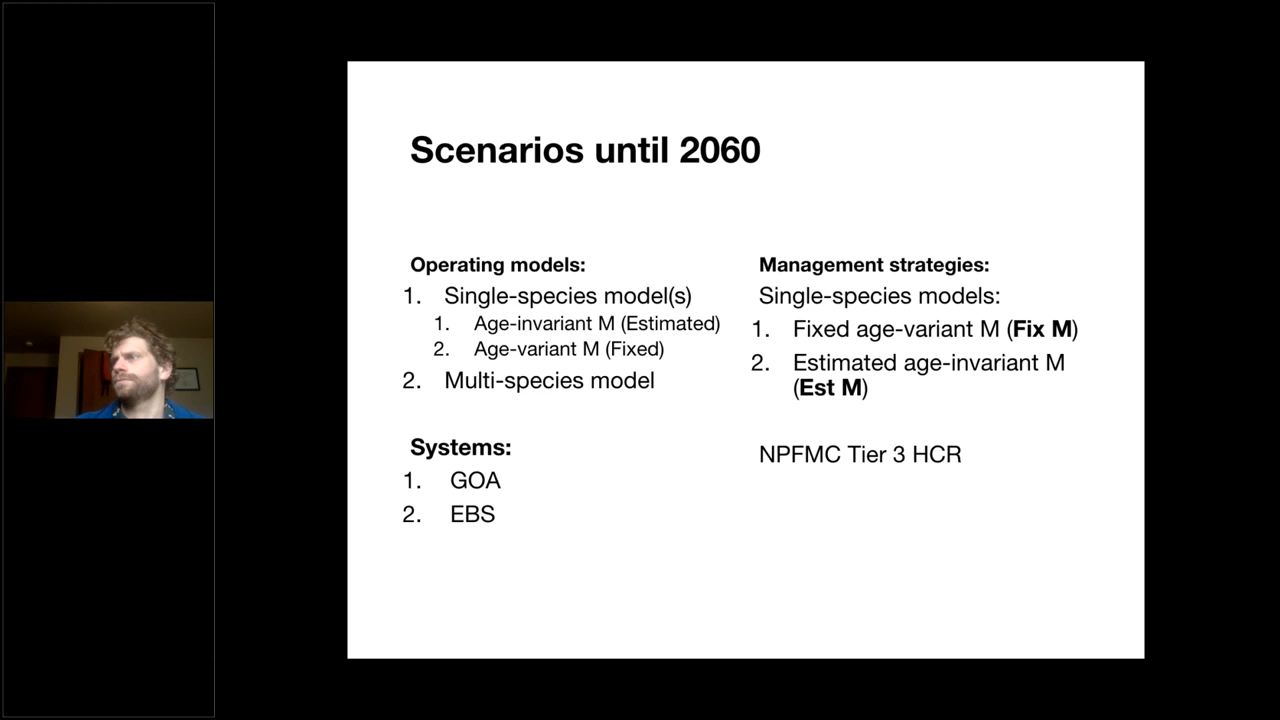 Scenarios until 2060
Operating models:
1. Single-species model(s)
1. Age-invariant M (Estimated)
2. Age-variant M (Fixed)
2. Multi-species model
Systems:
1. GOA
2. EBS
Management strategies:
Single-species models:
1. Fixed age-variant M (Fix M)
2. Estimated age-invariant M
(Est M)
NPFMC Tier 3 HCR